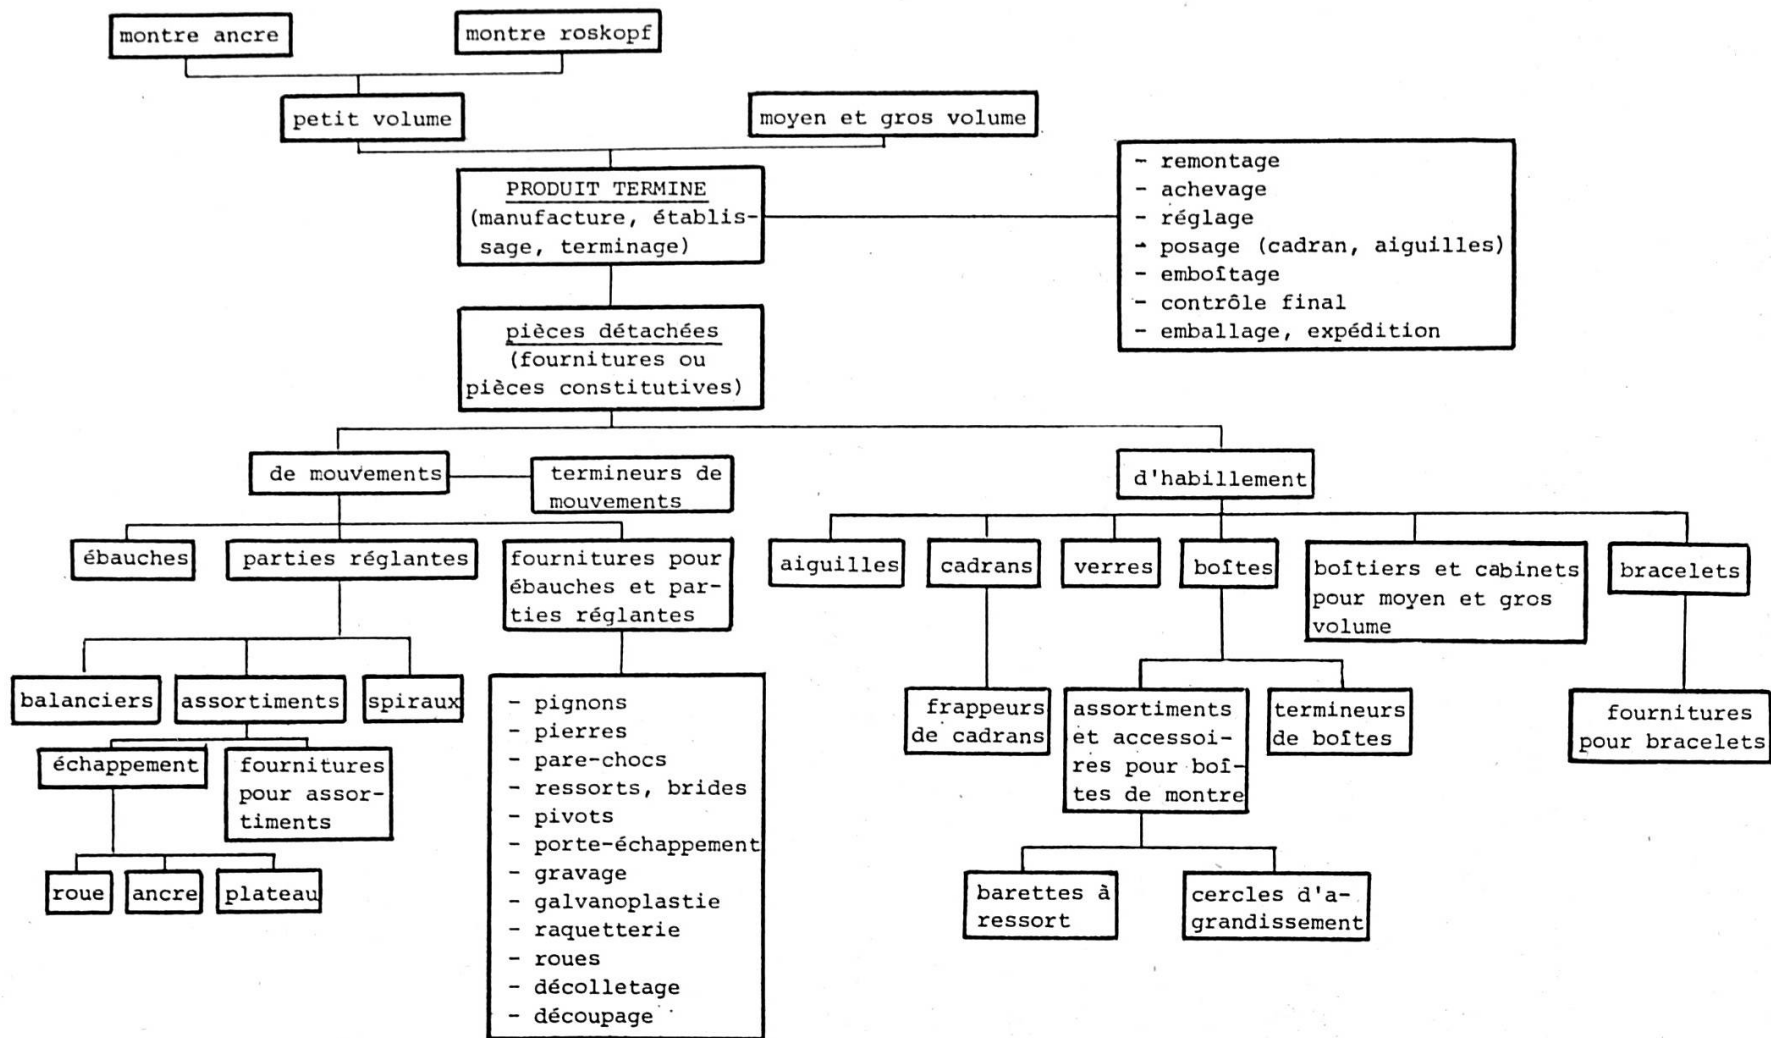 montre ancre
montre roskopf
petit volume
moyen et gros volume
PRODUIT TERMINE
(manufacture, établis-
sage, terminage)
- remontage
- achevage
- réglage
- posage (cadran, aiguilles)
- emboîtage
- contrôle final
- emballage, expédition
pièces détachées
(fournitures ou
pièces constitutives)
de mouvements
termineurs de
mouvements
d'habillement
ébauches
parties réglantes
fournitures pour
ébauches et par-
ties réglantes
aiguilles
cadrans
verres
boîtes
boîtiers et cabinets
pour moyen et gros
volume
bracelets
balanciers
assortiments
spiraux
échappement
fournitures
pour assor-
timents
roue
ancre
plateau
- pignons
- pierres
- pare-chocs
- ressorts, brides
- pivots
- porte-échappement
- gravage
- galvanoplastie
- raquetterie
- roues
- décolletage
- découpage
frappeurs
de cadrans
assortiments
et accessoi-
res pour boî-
tes de montre
termineurs
de boîtes
fournitures
pour bracelets
barettes à
ressort
cercles d'a-
grandissement